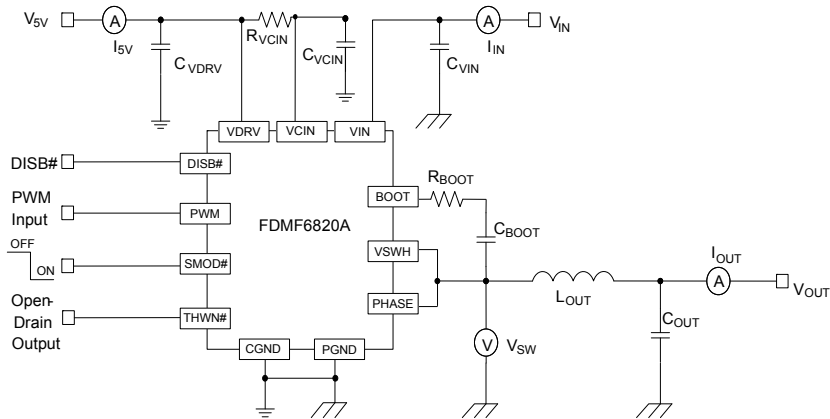 V5V
A
I5V
CVDRV
RVCIN
CVCIN
CVIN
A
IIN
VIN
VDRV
VCIN
VIN
DISB#
DISB#
PWM
Input
PWM
OFF
ON
SMOD#
Open-
Drain
Output
THWN#
FDMF6820A
BOOT
RBOOT
CBOOT
VSWH
PHASE
CGND
PGND
V
VSW
LOUT
COUT
IOUT
A
VOUT